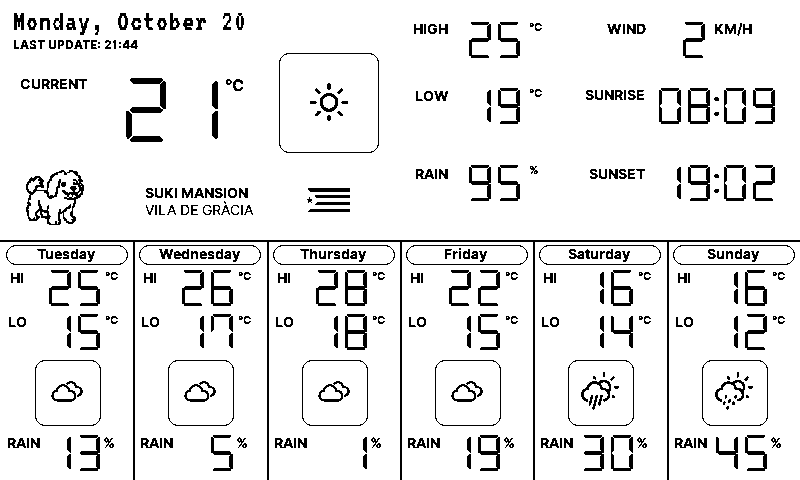 Monday, October 20
LAST UPDATE: 21:44
CURRENT 21 °C
HIGH 25 °C
WIND 2 KM/H
LOW 19 °C
SUNRISE 08:09
RAIN 95 %
SUNSET 19:02
SUKI MANSION
VILA DE GRÀCIA
Tuesday
HI 25 °C
LO 15 °C
RAIN 13 %
Wednesday
HI 26 °C
LO 17 °C
RAIN 5 %
Thursday
HI 28 °C
LO 18 °C
RAIN 1 %
Friday
HI 22 °C
LO 15 °C
RAIN 19 %
Saturday
HI 16 °C
LO 14 °C
RAIN 30 %
Sunday
HI 16 °C
LO 12 °C
RAIN 45 %